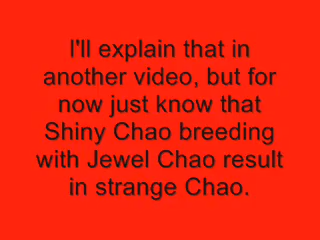 I'll explain that in
another video, but for
now just know that
Shiny Chao breeding
with Jewel Chao result
in strange Chao.